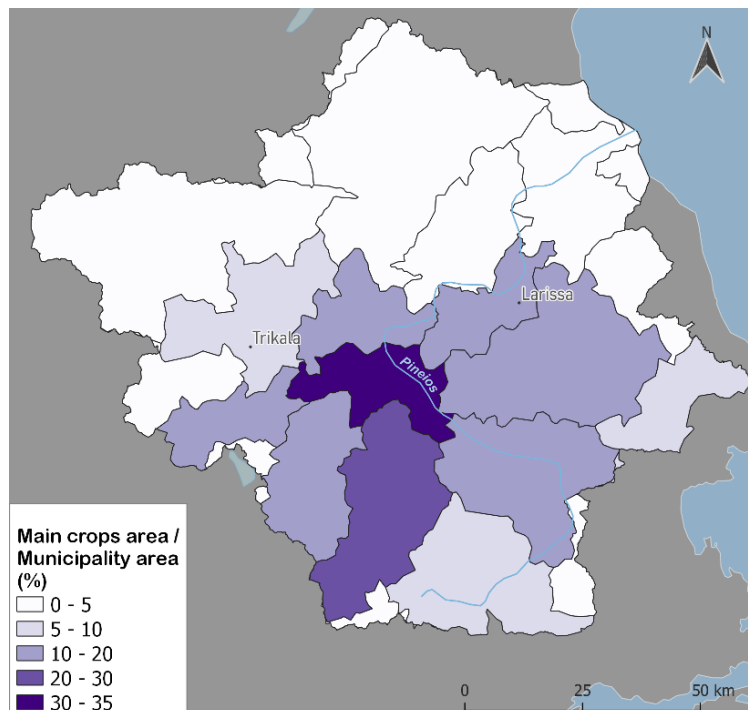 N
Larissa
Trikala
Pineios
Main crops area /
Municipality area
(%)
0 - 5
5 - 10
10 - 20
20 - 30
30 - 35
0 25 50 km